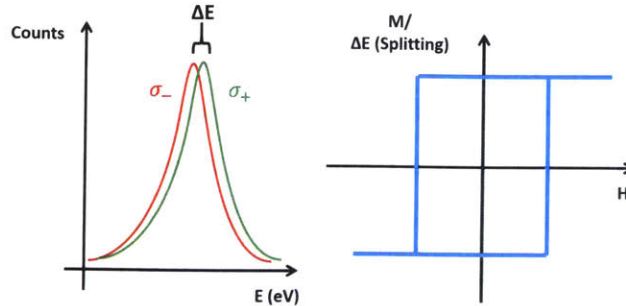 Counts
ΔE
σ₋
σ₊
E (eV)
M/
ΔE (Splitting)
H